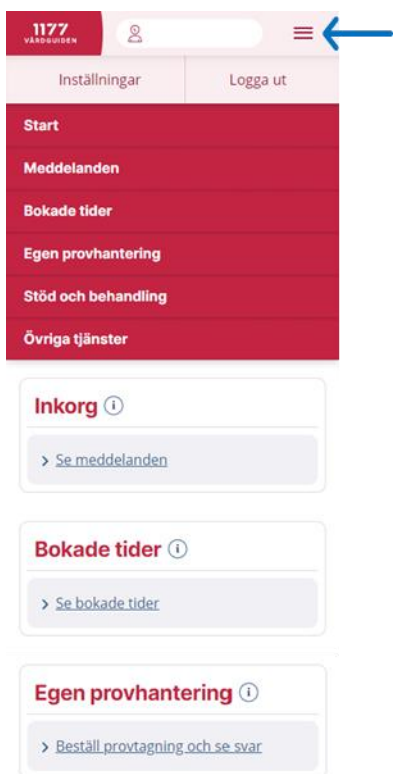 1177
VÅRDGUIDEN
Inställningar Logga ut
Start
Meddelanden
Bokade tider
Egen provhantering
Stöd och behandling
Övriga tjänster
Inkorg i
> Se meddelanden
Bokade tider i
> Se bokade tider
Egen provhantering i
> Beställ provtagning och se svar